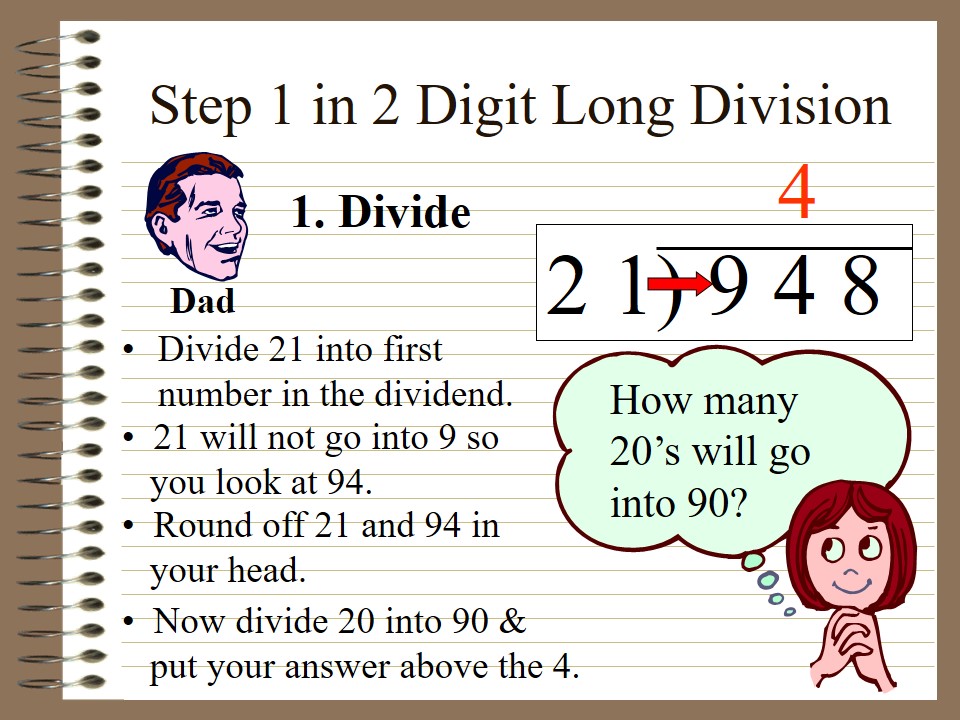 Step 1 in 2 Digit Long Division
1. Divide
Dad
• Divide 21 into first
number in the dividend.
• 21 will not go into 9 so
you look at 94.
• Round off 21 and 94 in
your head.
• Now divide 20 into 90 &
put your answer above the 4.
4
2 1) 9 4 8
How many
20’s will go
into 90?